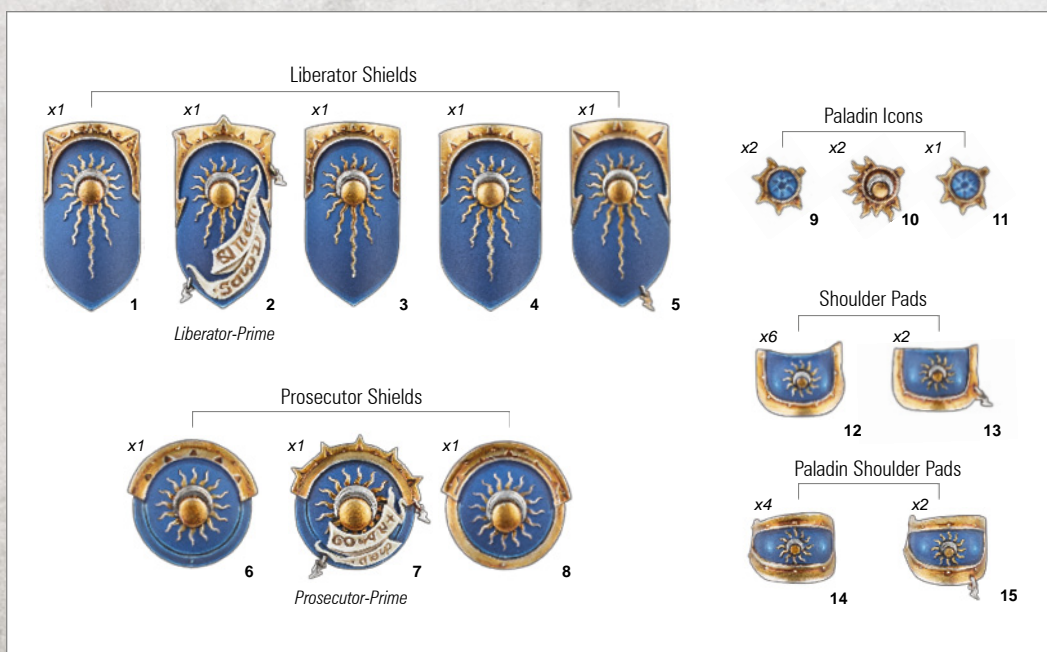 Liberator Shields
x1 x1 x1 x1 x1
1 2 3 4 5
Liberator-Prime
Prosecutor Shields
x1 x1 x1
6 7 8
Prosecutor-Prime
Paladin Icons
x2 x2 x1
9 10 11
Shoulder Pads
x6 x2
12 13
Paladin Shoulder Pads
x4 x2
14 15